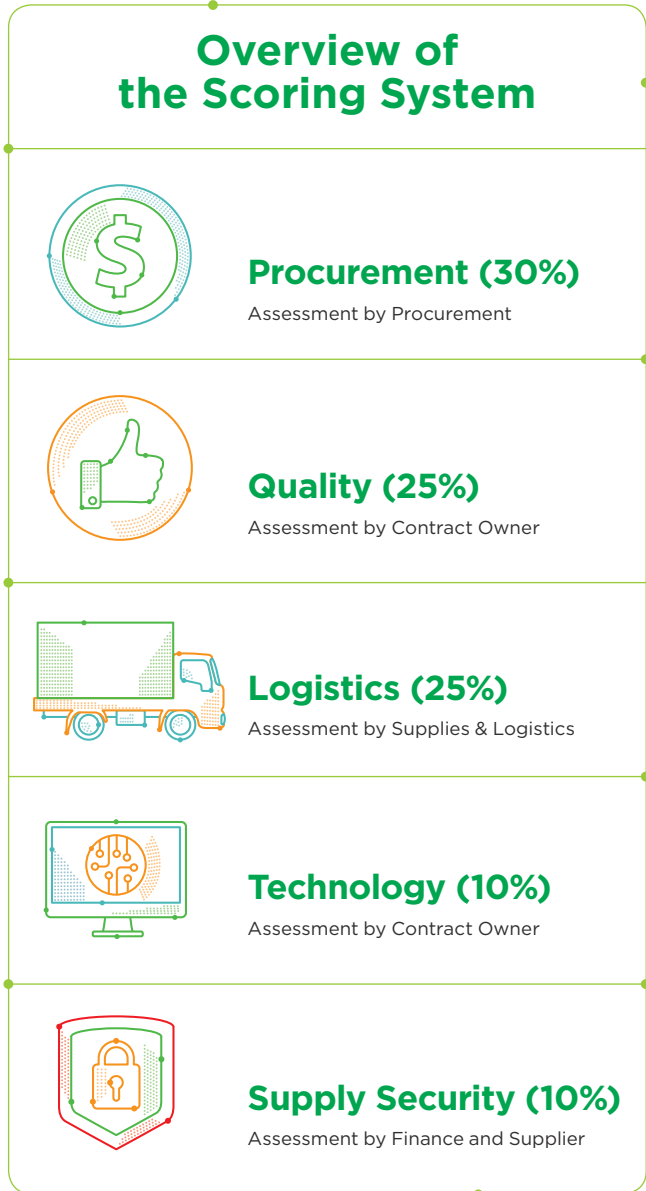 Overview of
the Scoring System
Procurement (30%)
Assessment by Procurement
Quality (25%)
Assessment by Contract Owner
Logistics (25%)
Assessment by Supplies & Logistics
Technology (10%)
Assessment by Contract Owner
Supply Security (10%)
Assessment by Finance and Supplier